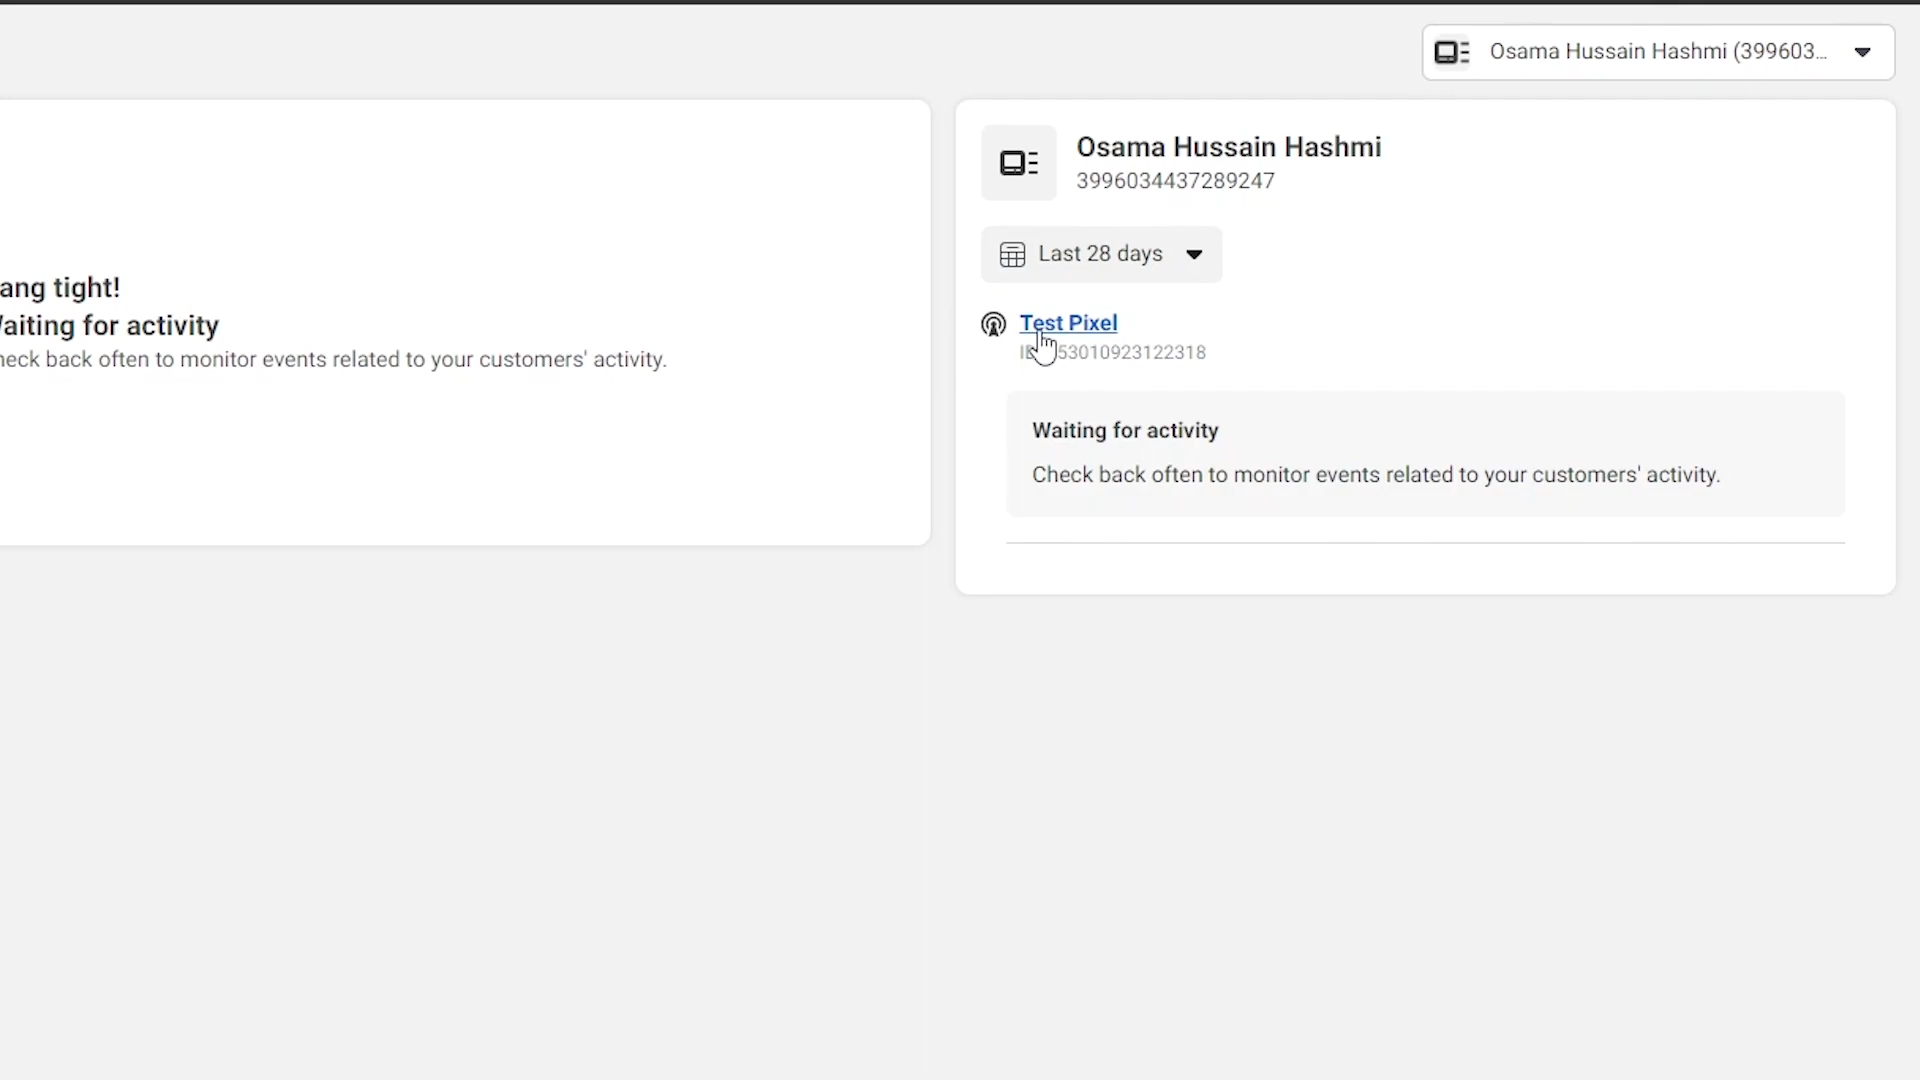 Osama Hussain Hashmi (399603...
Osama Hussain Hashmi
3996034437289247
Last 28 days
Test Pixel
53010923122318
Waiting for activity
Check back often to monitor events related to your customers' activity.
ang tight!
aiting for activity
heck back often to monitor events related to your customers' activity.